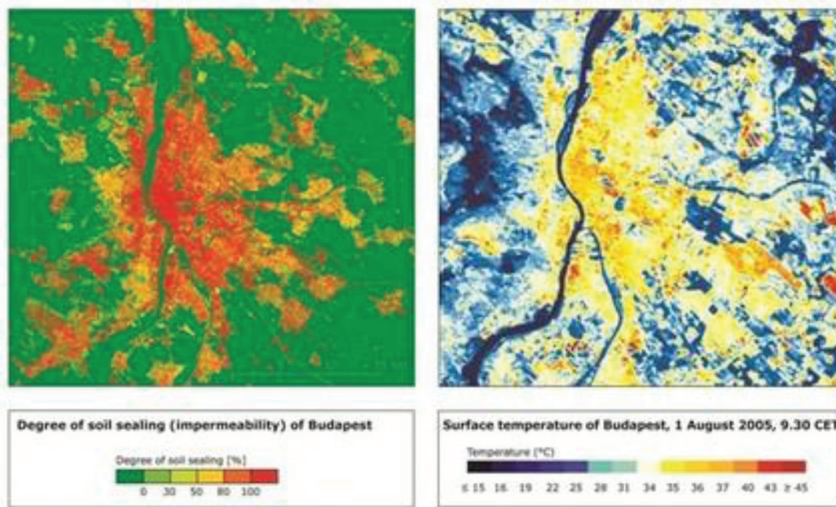 Degree of soil sealing (impermeability) of Budapest
Degree of soil sealing [%]
0 30 50 80 100
Surface temperature of Budapest, 1 August 2005, 9.30 CET
Temperature (°C)
≤ 15 16 19 22 25 28 31 34 35 36 37 40 43 ≥ 45